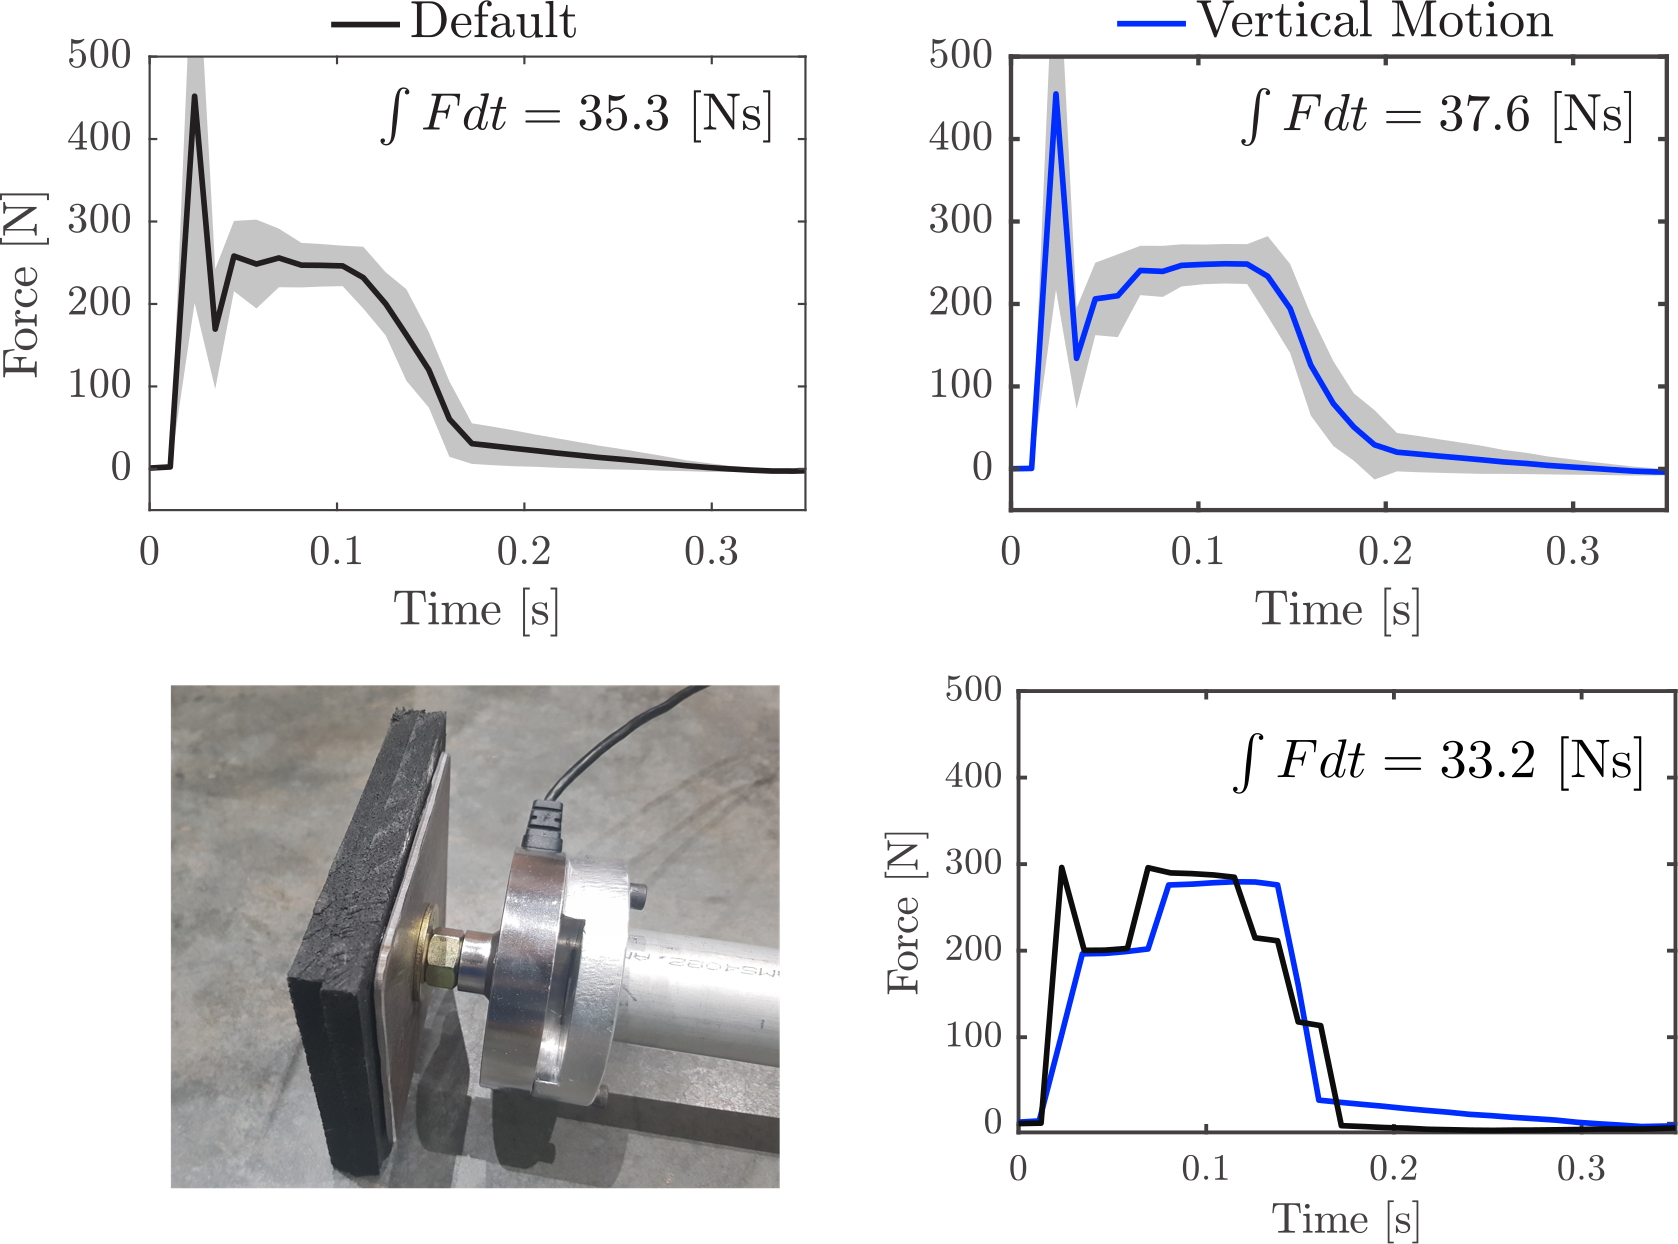 Default
500
400
300
200
100
0
Force [N]
∫ Fdt = 35.3 [Ns]
0 0.1 0.2 0.3
Time [s]
Vertical Motion
500
400
300
200
100
0
∫ Fdt = 37.6 [Ns]
0 0.1 0.2 0.3
Time [s]
500
400
300
200
100
0
Force [N]
∫ Fdt = 33.2 [Ns]
0 0.1 0.2 0.3
Time [s]